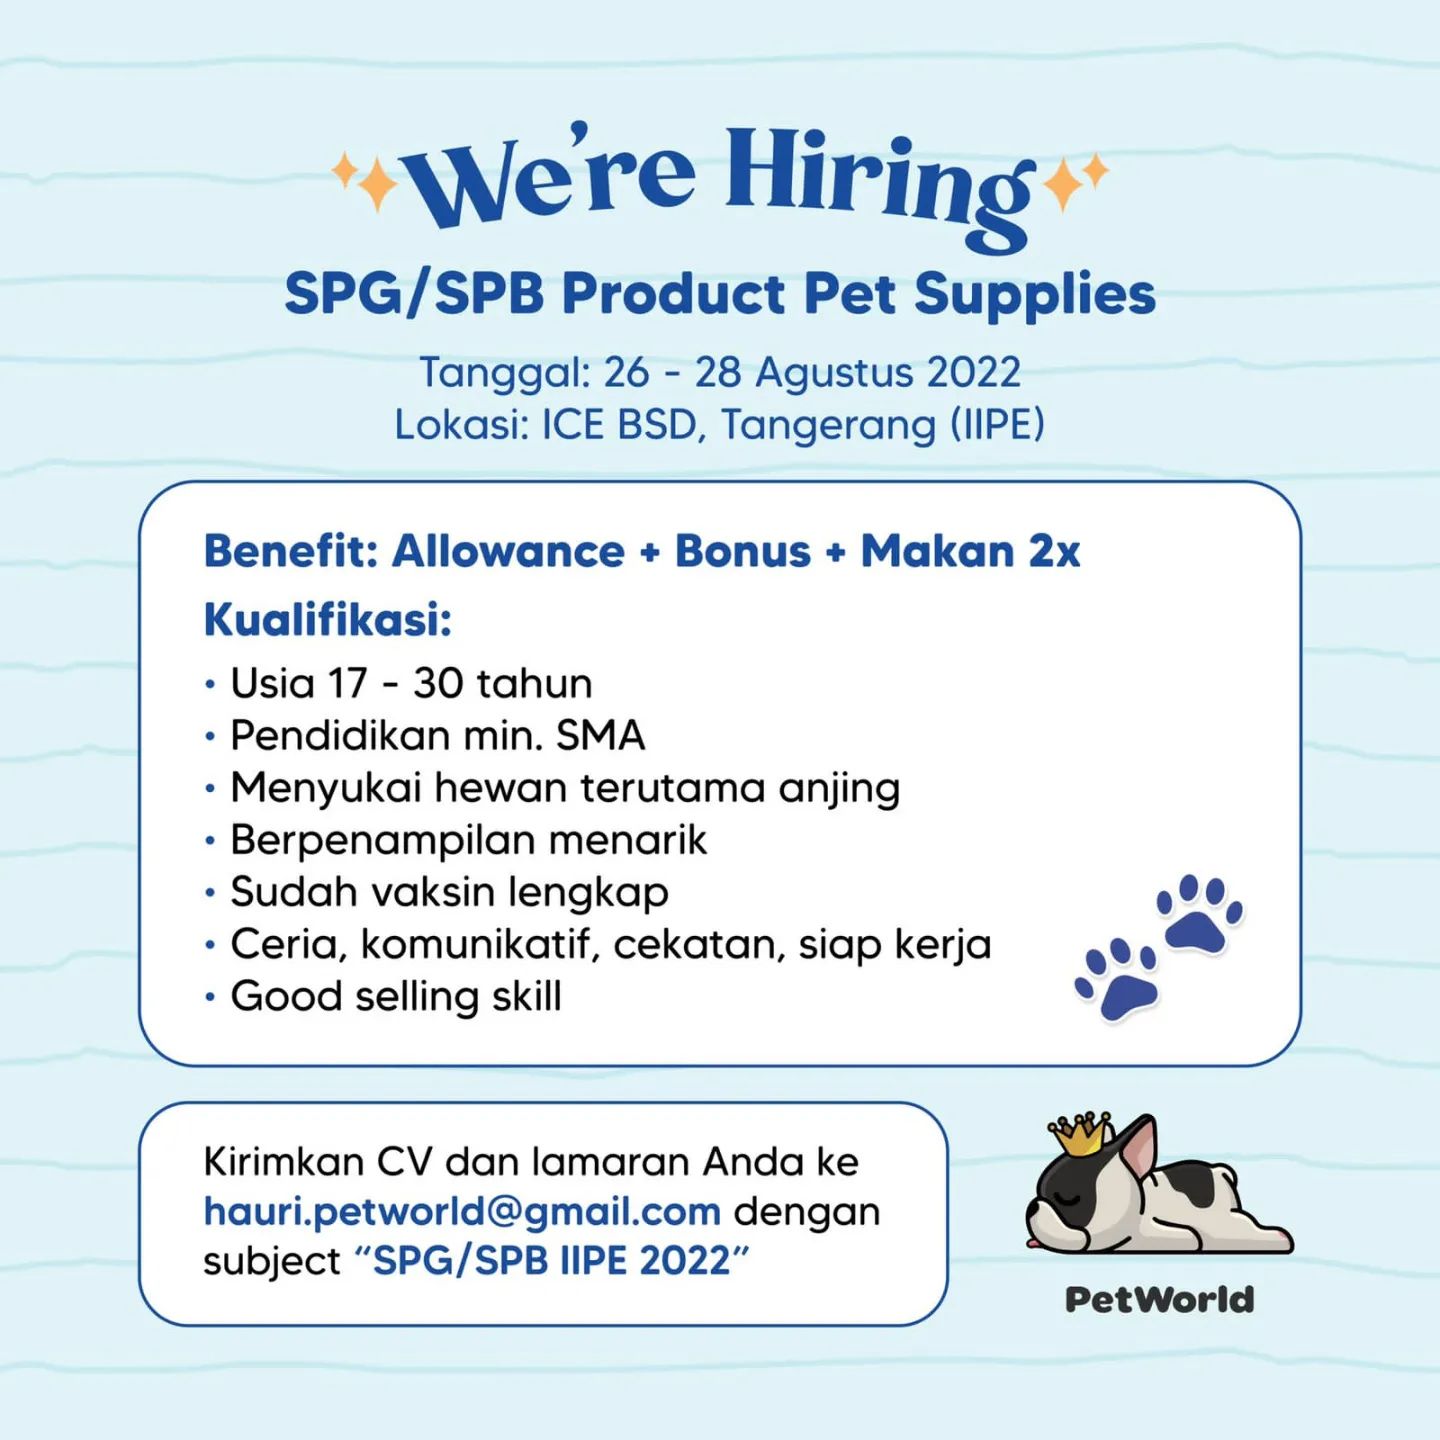 We're Hiring
SPG/SPB Product Pet Supplies
Tanggal: 26 - 28 Agustus 2022
Lokasi: ICE BSD, Tangerang (IIPE)
Benefit: Allowance + Bonus + Makan 2x
Kualifikasi:
• Usia 17 - 30 tahun
• Pendidikan min. SMA
• Menyukai hewan terutama anjing
• Berpenampilan menarik
• Sudah vaksin lengkap
• Ceria, komunikatif, cekatan, siap kerja
• Good selling skill
Kirimkan CV dan lamaran Anda ke
hauri.petworld@gmail.com dengan
subject “SPG/SPB IIPE 2022”
PetWorld